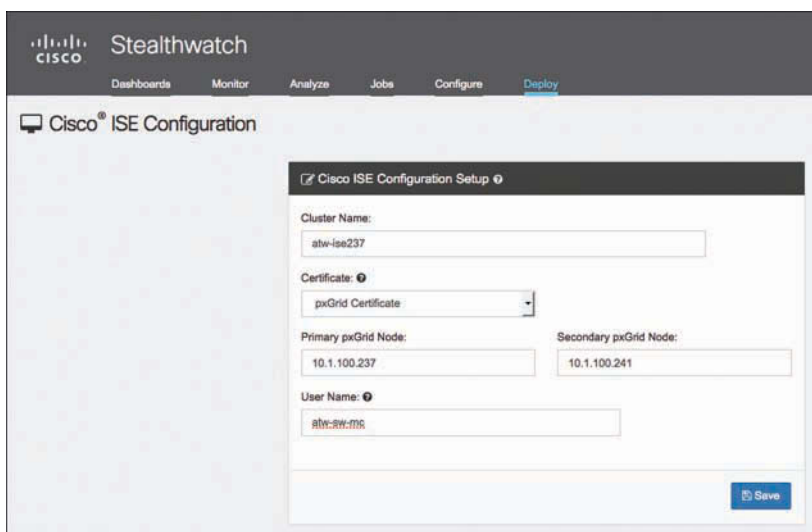 cisco
Stealthwatch
Dashboards Monitor Analyze Jobs Configure Deploy
Cisco® ISE Configuration
Cisco ISE Configuration Setup
Cluster Name:
atw-ise237
Certificate:
pxGrid Certificate
Primary pxGrid Node: Secondary pxGrid Node:
10.1.100.237 10.1.100.241
User Name:
atw-sw-mc
Save